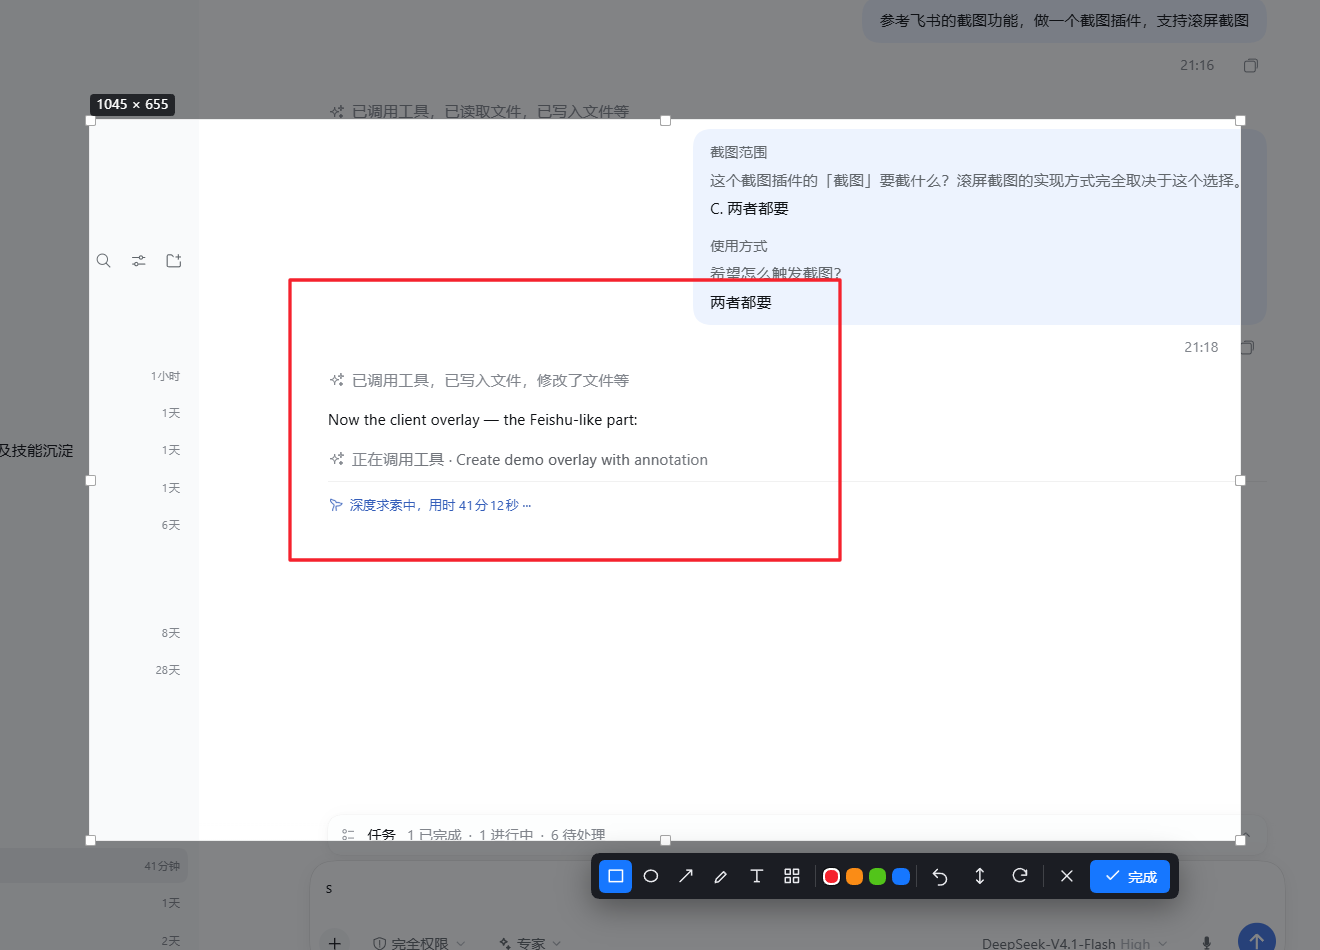 参考飞书的截图功能，做一个截图插件，支持滚屏截图
21:16
1045 × 655
已调用工具，已读取文件，已写入文件等
截图范围
这个截图插件的「截图」要截什么？滚屏截图的实现方式完全取决于这个选择。
C. 两者都要
使用方式
希望怎么触发截图？
两者都要
21:18
1小时
已调用工具，已写入文件，修改了文件等
1天
Now the client overlay — the Feishu-like part:
及技能沉淀
1天
正在调用工具 · Create demo overlay with annotation
1天
深度求索中，用时 41分12秒 ···
6天
8天
28天
任务 1 已完成 · 1 进行中 · 6 待处理
41分钟
T
完成
s
1天
2天
完全权限
专家
DeepSeek-V4.1-Flash High